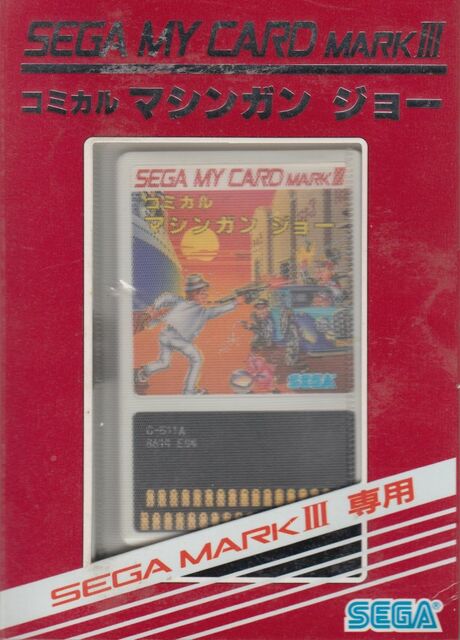 SEGA MY CARD MARK III
コミカル マシンガン ジョー
SEGA MY CARD MARK III
コミカル
マシンガン ジョー
SEGA
C-511A
SEGA MARK III 専用
SEGA